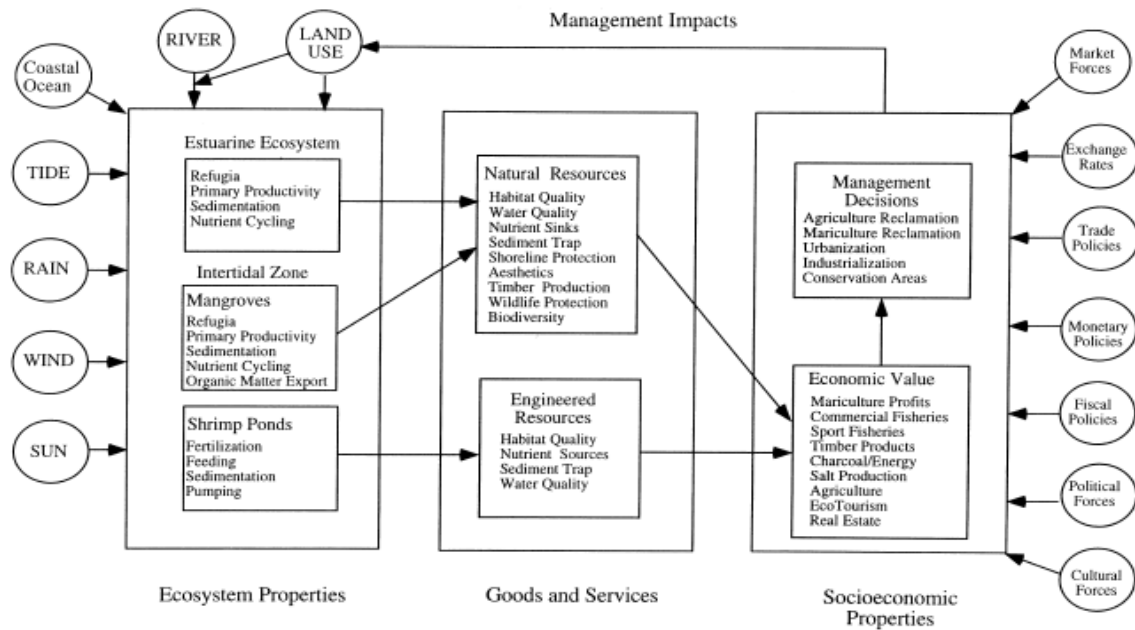 Management Impacts
RIVER
LAND
USE
Coastal
Ocean
TIDE
RAIN
WIND
SUN
Estuarine Ecosystem
Refugia
Primary Productivity
Sedimentation
Nutrient Cycling
Intertidal Zone
Mangroves
Refugia
Primary Productivity
Sedimentation
Nutrient Cycling
Organic Matter Export
Shrimp Ponds
Fertilization
Feeding
Sedimentation
Pumping
Ecosystem Properties
Natural Resources
Habitat Quality
Water Quality
Nutrient Sinks
Sediment Trap
Shoreline Protection
Aesthetics
Timber Production
Wildlife Protection
Biodiversity
Engineered
Resources
Habitat Quality
Nutrient Sources
Sediment Trap
Water Quality
Goods and Services
Management
Decisions
Agriculture Reclamation
Mariculture Reclamation
Urbanization
Industrialization
Conservation Areas
Economic Value
Mariculture Profits
Commercial Fisheries
Sport Fisheries
Timber Products
Charcoal/Energy
Salt Production
Agriculture
EcoTourism
Real Estate
Socioeconomic
Properties
Market
Forces
Exchange
Rates
Trade
Policies
Monetary
Policies
Fiscal
Policies
Political
Forces
Cultural
Forces